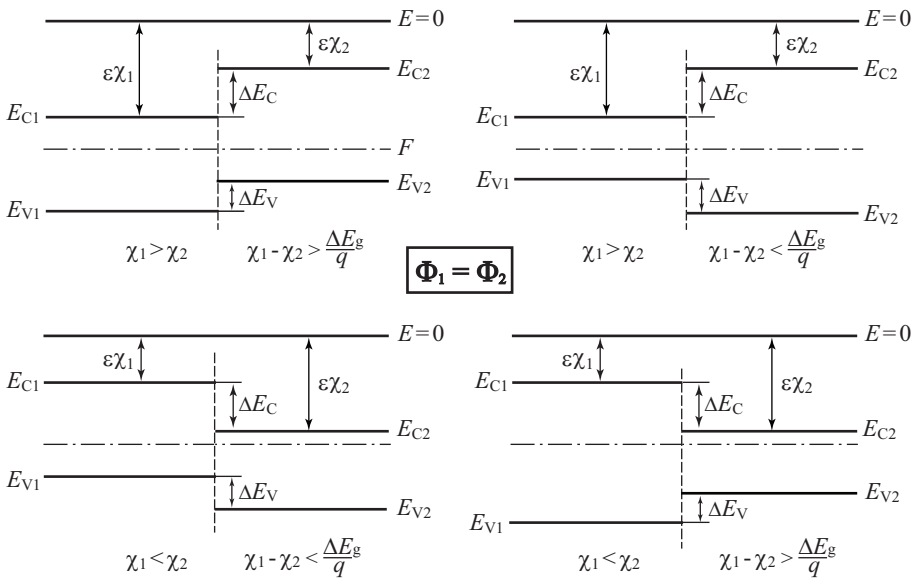 E=0
E=0
εχ1
εχ2
εχ1
εχ2
EC2
EC2
ΔEC
ΔEC
EC1
EC1
F
EV1
EV2
ΔEV
ΔEV
EV1
EV2
χ1 > χ2
χ1 - χ2 > ΔEg/q
χ1 > χ2
χ1 - χ2 < ΔEg/q
Φ1 = Φ2
E=0
E=0
εχ1
εχ2
εχ1
εχ2
EC1
EC1
ΔEC
ΔEC
EC2
EC2
EV1
ΔEV
EV2
EV2
ΔEV
EV1
χ1 < χ2
χ1 - χ2 < ΔEg/q
χ1 < χ2
χ1 - χ2 > ΔEg/q